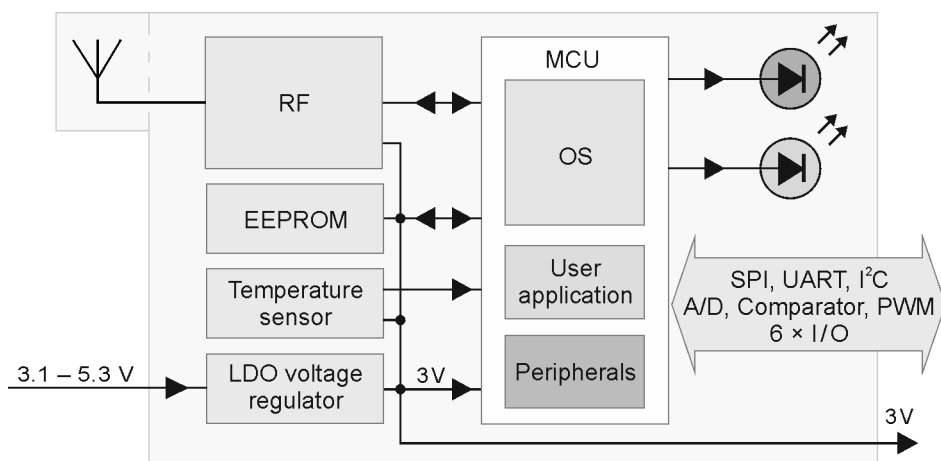 MCU
RF
OS
EEPROM
Temperature
sensor
User
application
SPI, UART, I²C
A/D, Comparator, PWM
6 × I/O
3.1 – 5.3 V
LDO voltage
regulator
3V
Peripherals
3V